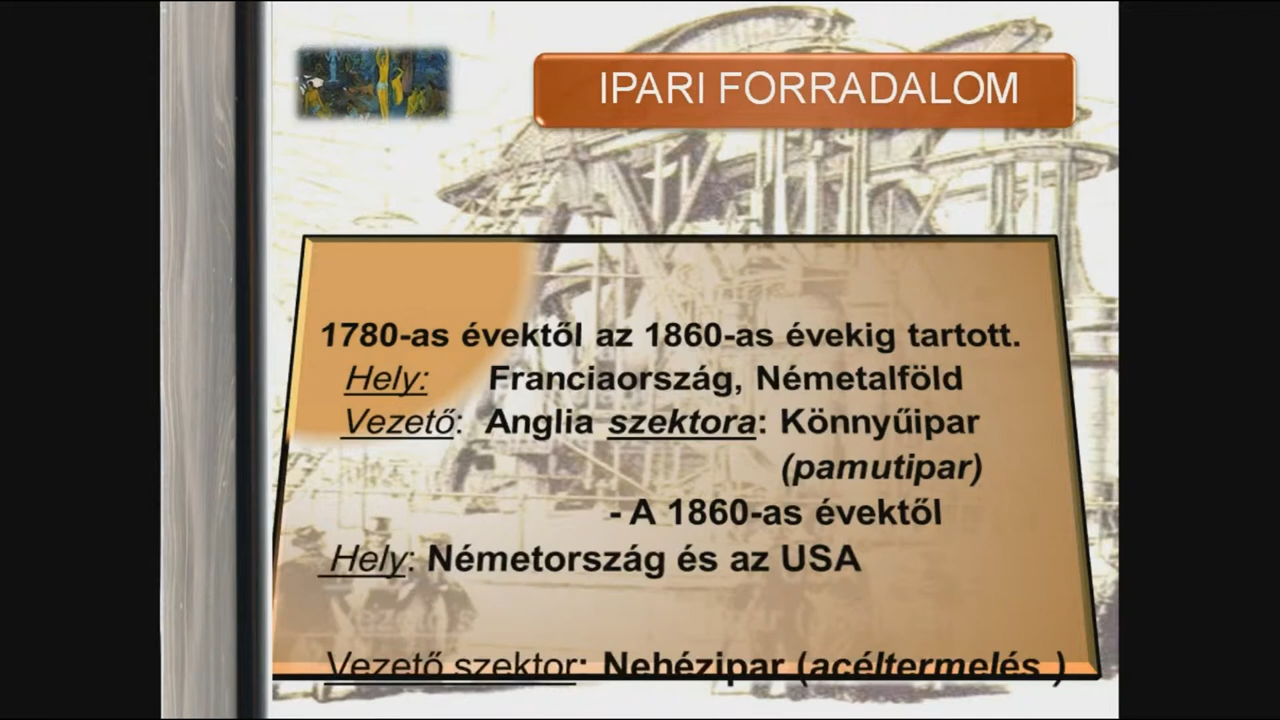 IPARI FORRADALOM
1780-as évektől az 1860-as évekig tartott.
Hely: Franciaország, Németalföld
Vezető: Anglia szektora: Könnyűipar
(pamutipar)
- A 1860-as évektől
Hely: Németország és az USA
Vezető szektor: Nehézipar (acéltermelés )